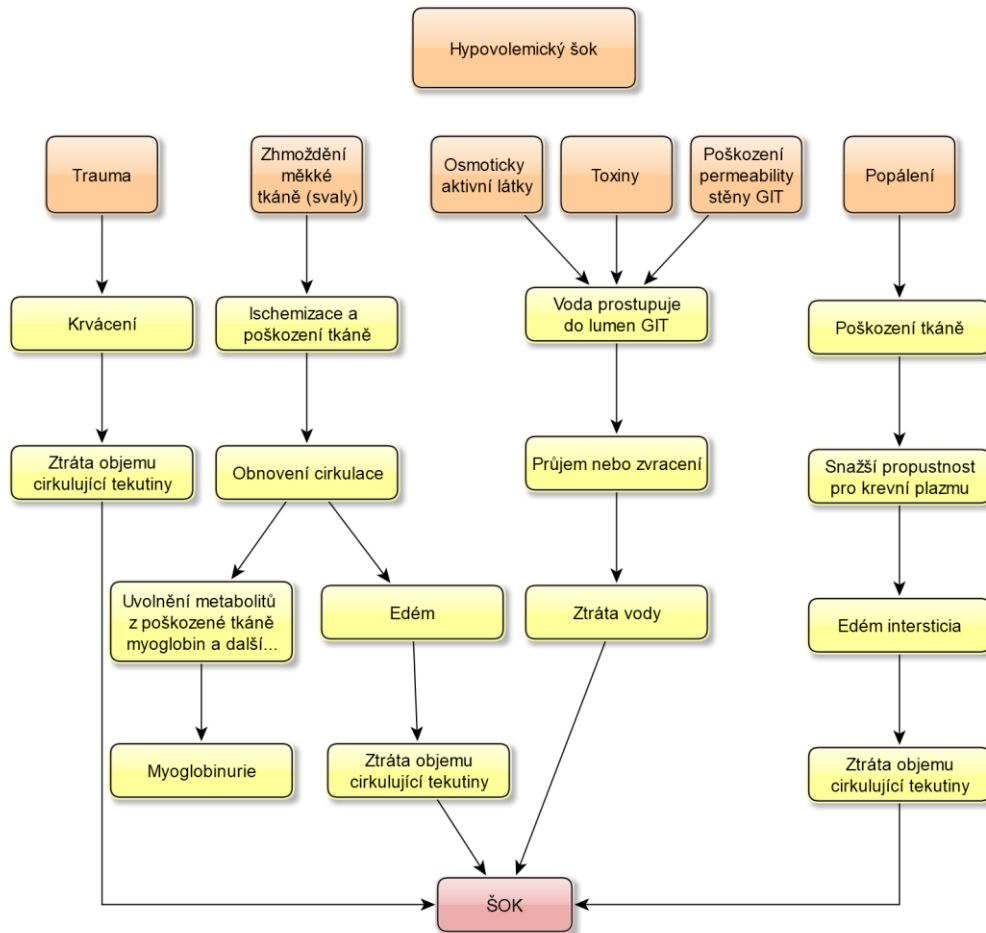 Hypovolemický šok
Trauma
Zhmoždění
měkké
tkáně (svaly)
Osmoticky
aktivní látky
Toxiny
Poškození
permeability
stěny GIT
Popálení
Krvácení
Ischemizace a
poškození tkáně
Voda prostupuje
do lumen GIT
Poškození tkáně
Ztráta objemu
cirkulující tekutiny
Obnovení cirkulace
Průjem nebo zvracení
Snažší propustnost
pro krevní plazmu
Uvolnění metabolitů
z poškozené tkáně
myoglobin a další...
Edém
Ztráta vody
Edém intersticia
Myoglobinurie
Ztráta objemu
cirkulující tekutiny
Ztráta objemu
cirkulující tekutiny
ŠOK